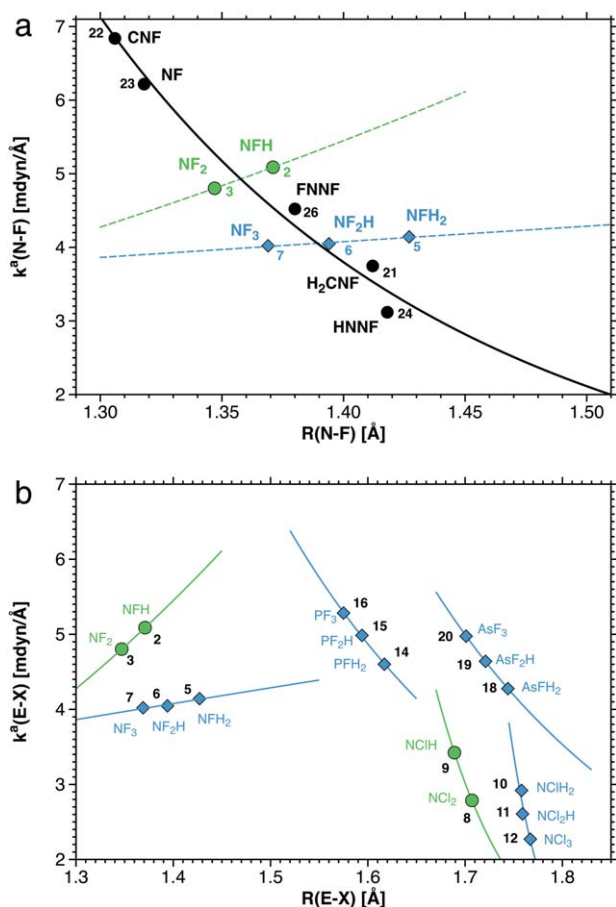 a
7
6
5
4
3
2
kᵃ(N-F) [mdyn/Å]
22 CNF
23 NF
NFH
2
NF₂
3
FNNF
26
NF₃
7
NF₂H
6
NFH₂
5
H₂CNF
21
HNNF
24
1.30 1.35 1.40 1.45 1.50
R(N-F) [Å]
b
7
6
5
4
3
2
kᵃ(E-X) [mdyn/Å]
NFH
NF₂
3 2
7 6 5
NF₃ NF₂H NFH₂
PF₃ 16
PF₂H 15
PFH₂ 14
20 AsF₃
19 AsF₂H
18 AsFH₂
NClH
9
NCl₂
8
10 NClH₂
11 NCl₂H
12 NCl₃
1.3 1.4 1.5 1.6 1.7 1.8
R(E-X) [Å]